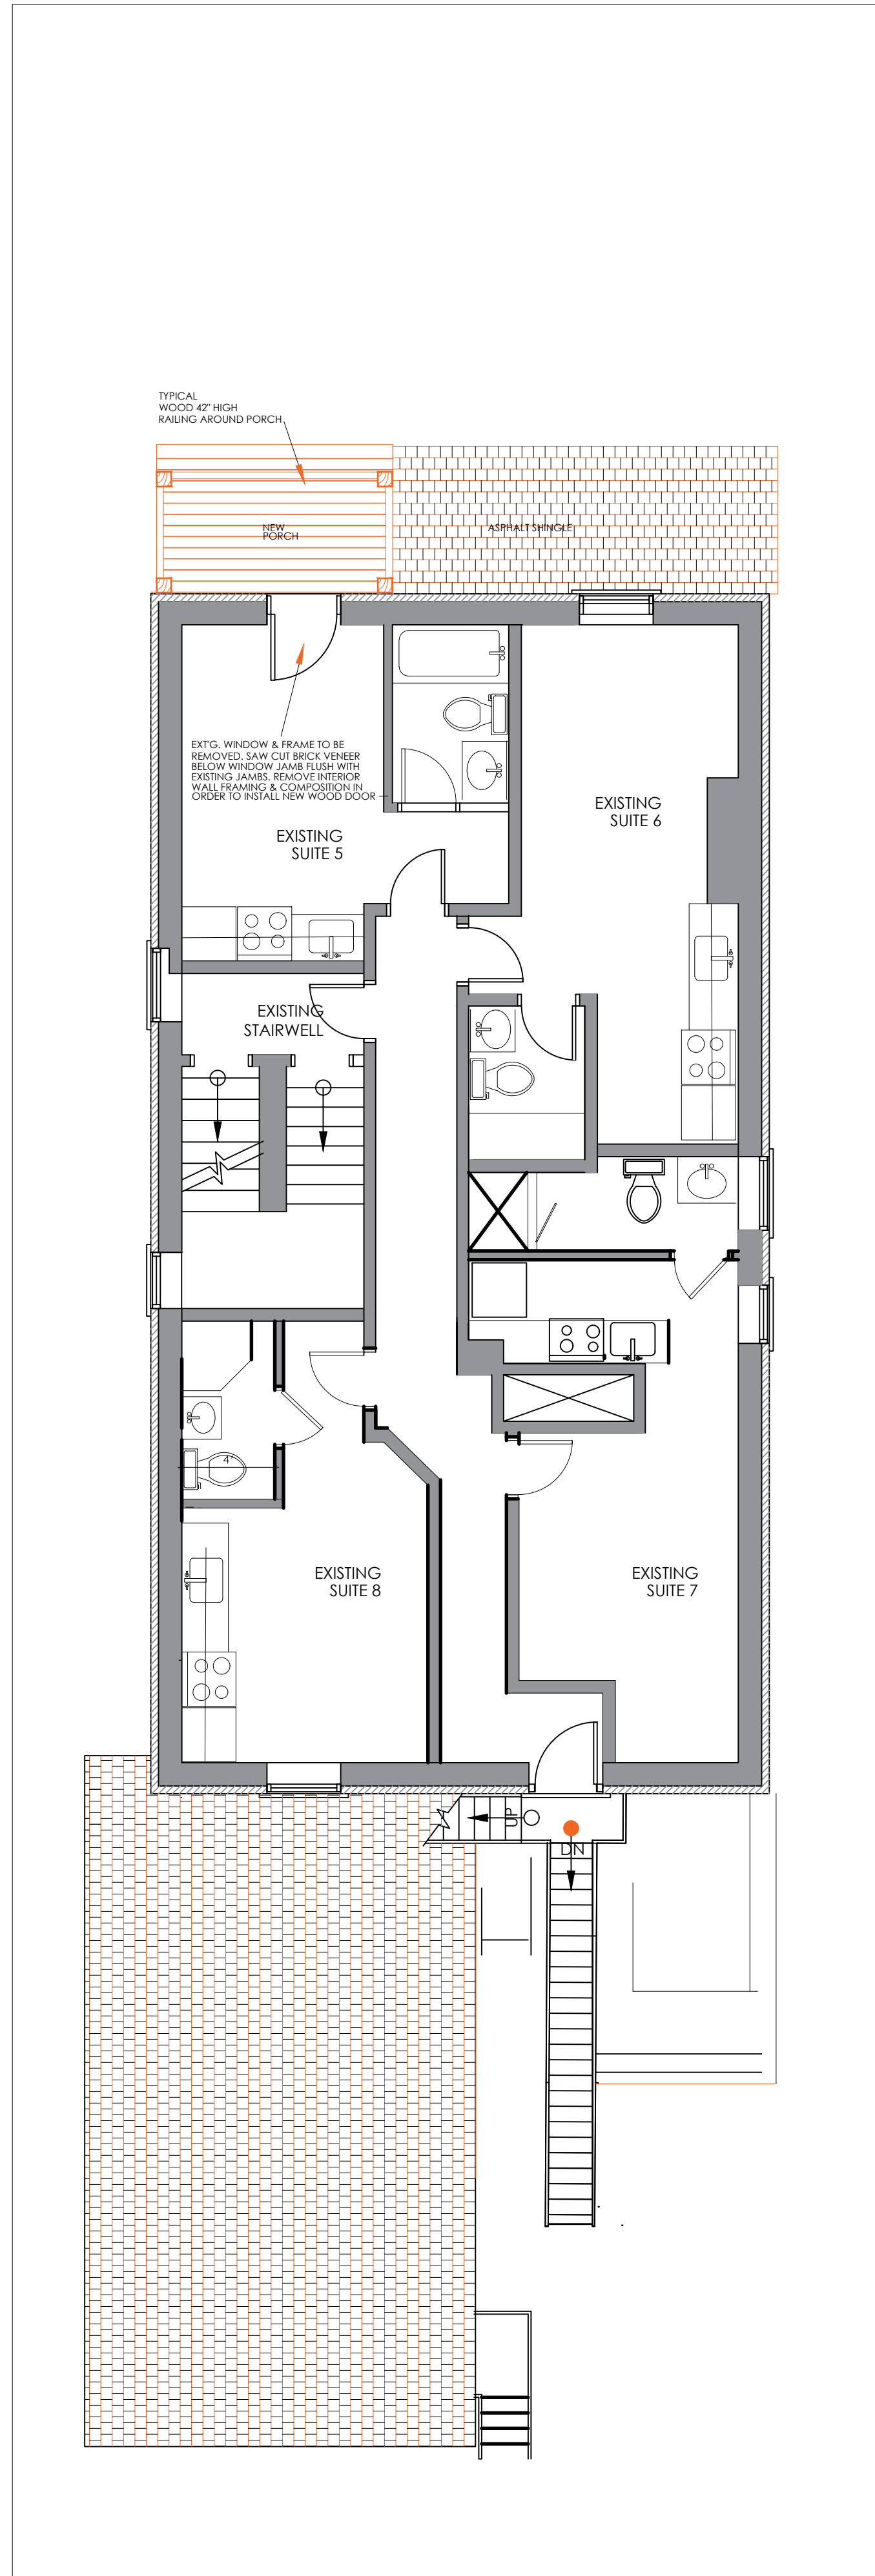 TYPICAL
WOOD 42" HIGH
RAILING AROUND PORCH
NEW
PORCH
ASPHALT SHINGLE
EXT'G. WINDOW & FRAME TO BE
REMOVED. SAW CUT BRICK VENEER
BELOW WINDOW JAMB FLUSH WITH
EXISTING JAMBS. REMOVE INTERIOR
WALL FRAMING & COMPOSITION IN
ORDER TO INSTALL NEW WOOD DOOR
EXISTING
SUITE 5
EXISTING
SUITE 6
EXISTING
STAIRWELL
4'
EXISTING
SUITE 8
EXISTING
SUITE 7
UP
DN